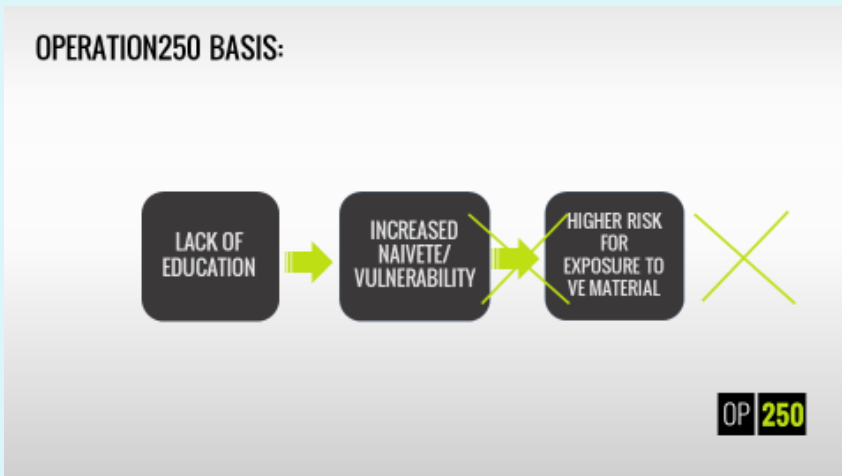 OPERATION250 BASIS:
LACK OF
EDUCATION
INCREASED
NAIVETE/
VULNERABILITY
HIGHER RISK
FOR
EXPOSURE TO
VE MATERIAL
OP 250